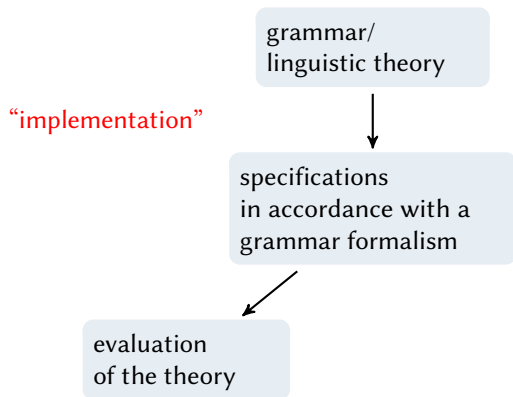 grammar/
linguistic theory
“implementation”
specifications
in accordance with a
grammar formalism
evaluation
of the theory